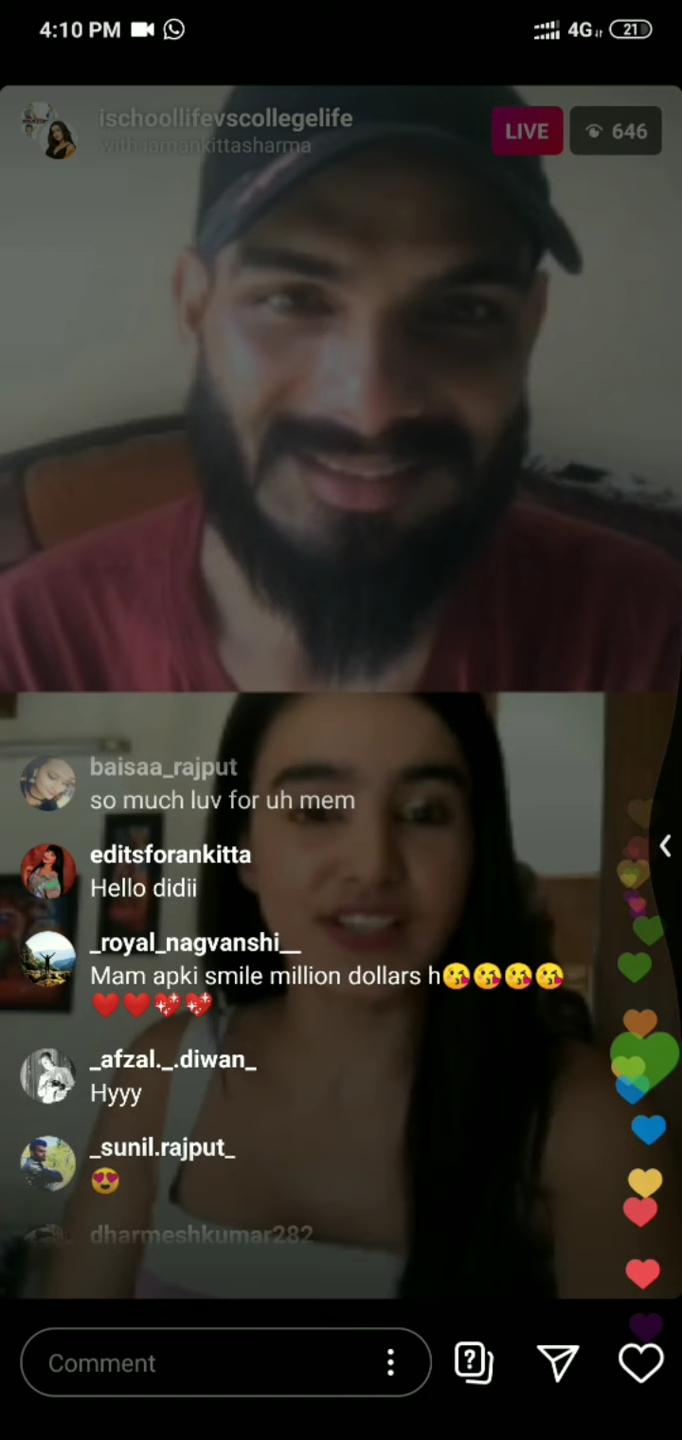 4:10 PM
4G
21
ischoollifevscollegelife
with iamankittasharma
LIVE
646
baisaa_rajput
so much luv for uh mem
editsforankitta
Hello didii
_royal_nagvanshi__
Mam apki smile million dollars h😘😘😘😘
❤️❤️💖💖
_afzal._.diwan_
Hyyy
_sunil.rajput_
😍
dharmeshkumar282
Comment